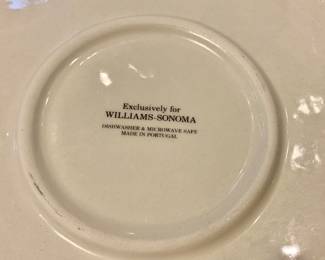 Exclusively for
WILLIAMS-SONOMA
DISHWASHER & MICROWAVE SAFE
MADE IN PORTUGAL